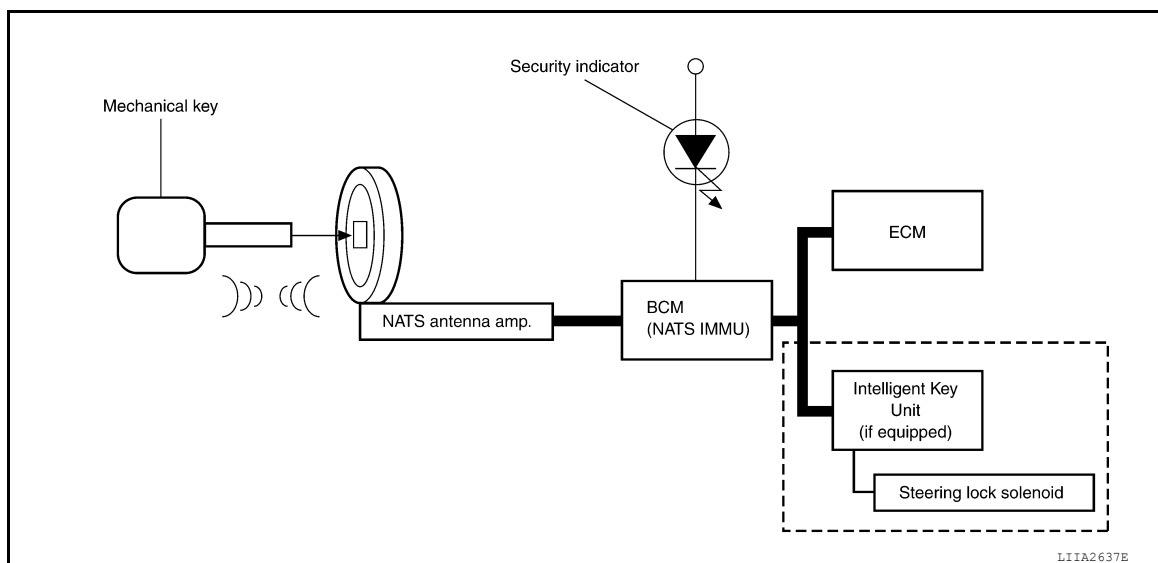 Security indicator
Mechanical key
ECM
BCM
(NATS IMMU)
NATS antenna amp.
Intelligent Key
Unit
(if equipped)
Steering lock solenoid
LIIA2637E